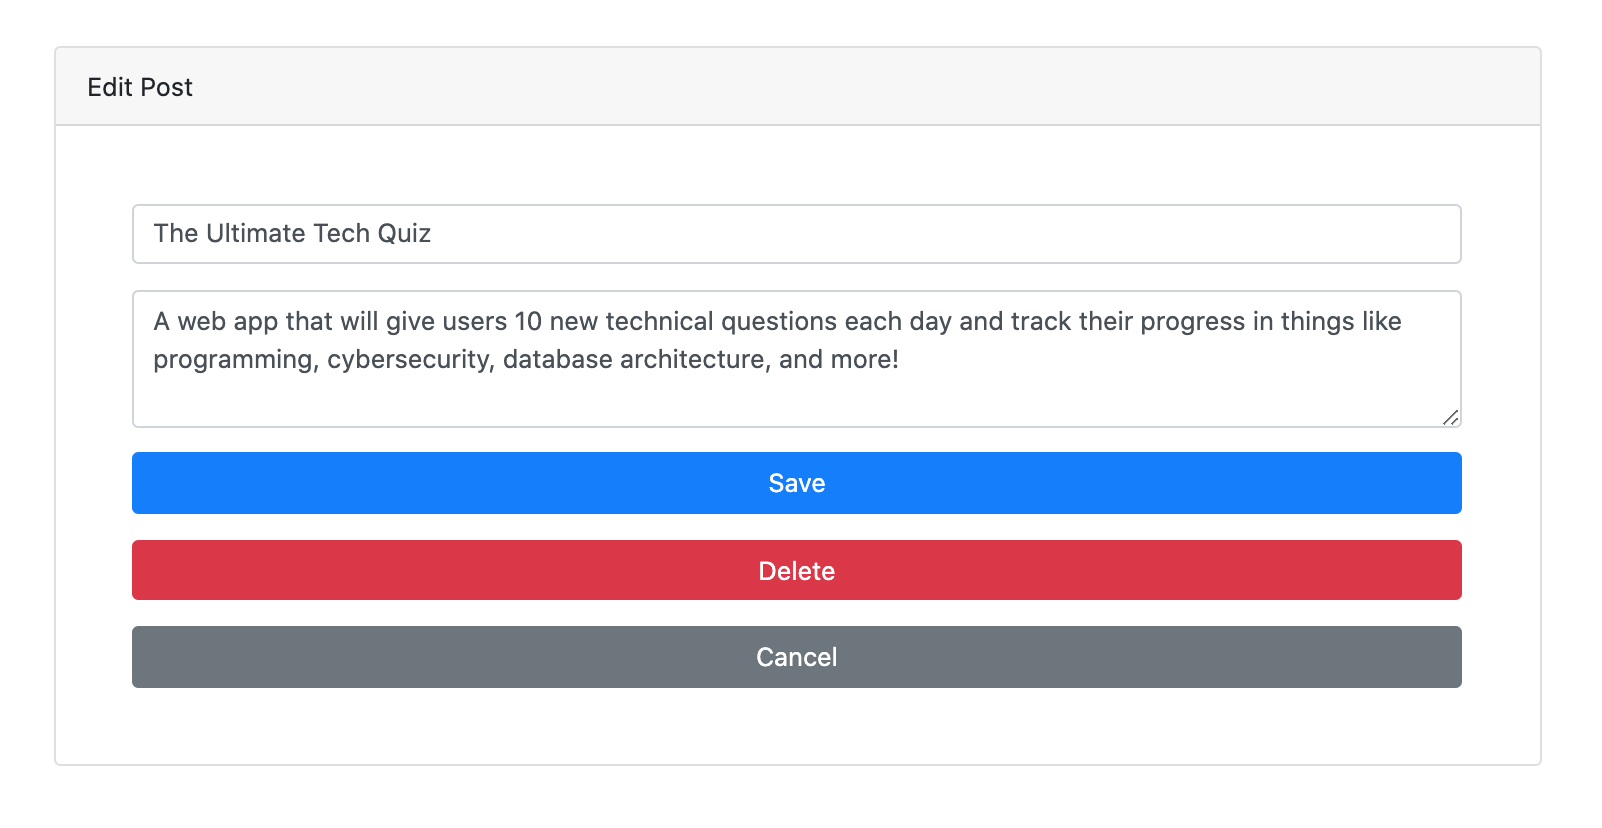 Edit Post
The Ultimate Tech Quiz
A web app that will give users 10 new technical questions each day and track their progress in things like
programming, cybersecurity, database architecture, and more!
Save
Delete
Cancel